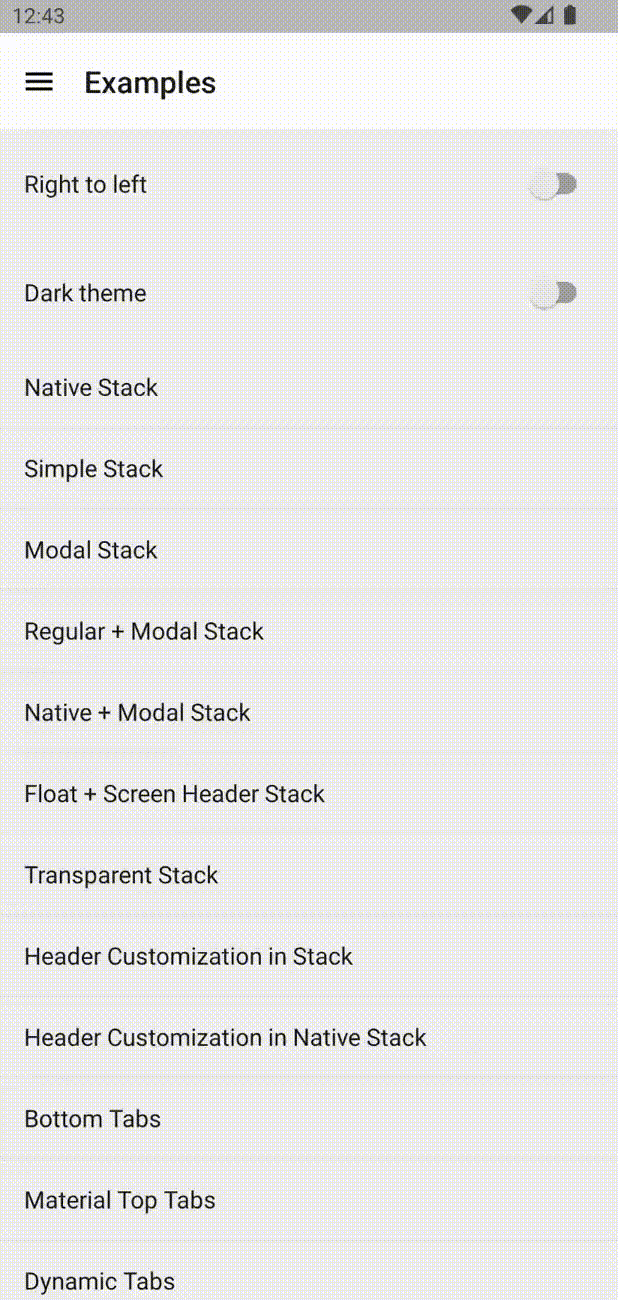 12:43
Examples
Right to left
Dark theme
Native Stack
Simple Stack
Modal Stack
Regular + Modal Stack
Native + Modal Stack
Float + Screen Header Stack
Transparent Stack
Header Customization in Stack
Header Customization in Native Stack
Bottom Tabs
Material Top Tabs
Dynamic Tabs